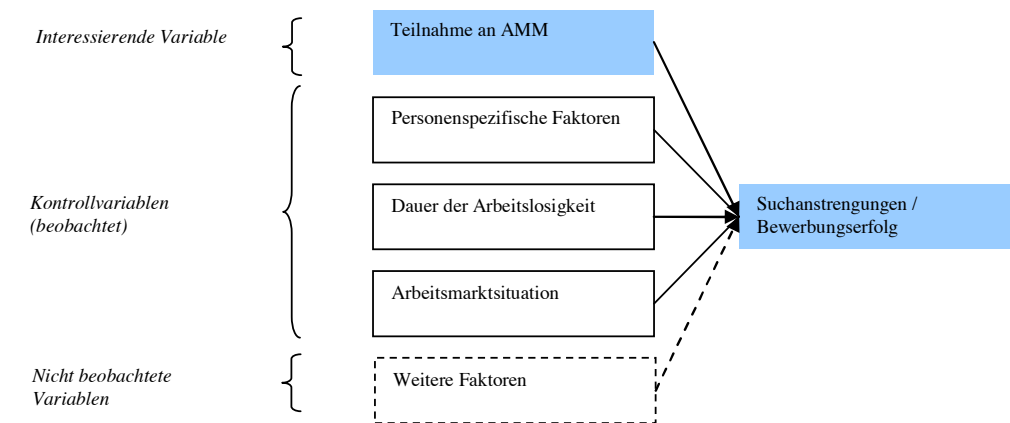 Interessierende Variable
Teilnahme an AMM
Personenspezifische Faktoren
Kontrollvariablen
(beobachtet)
Dauer der Arbeitslosigkeit
Suchanstrengungen /
Bewerbungserfolg
Arbeitsmarktsituation
Nicht beobachtete
Variablen
Weitere Faktoren